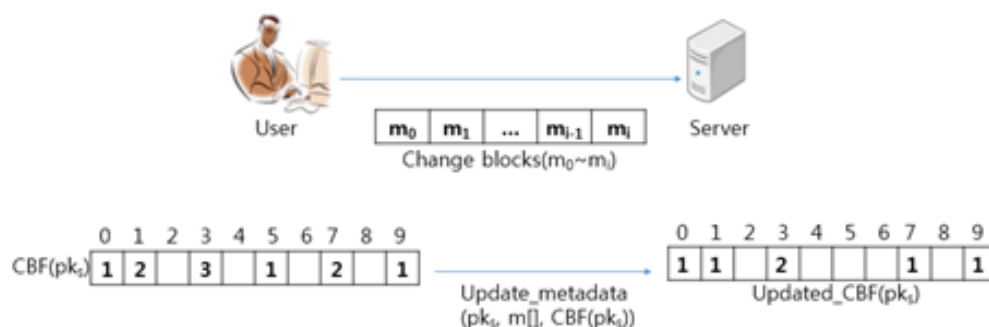 User
Server
m₀ m₁ ... mᵢ₋₁ mᵢ
Change blocks(m₀~mᵢ)
0 1 2 3 4 5 6 7 8 9
CBF(pkₛ) 1 2 3 1 2 1
0 1 2 3 4 5 6 7 8 9
1 1 2 1 1
Update_metadata
(pkₛ, m[], CBF(pkₛ))
Updated_CBF(pkₛ)